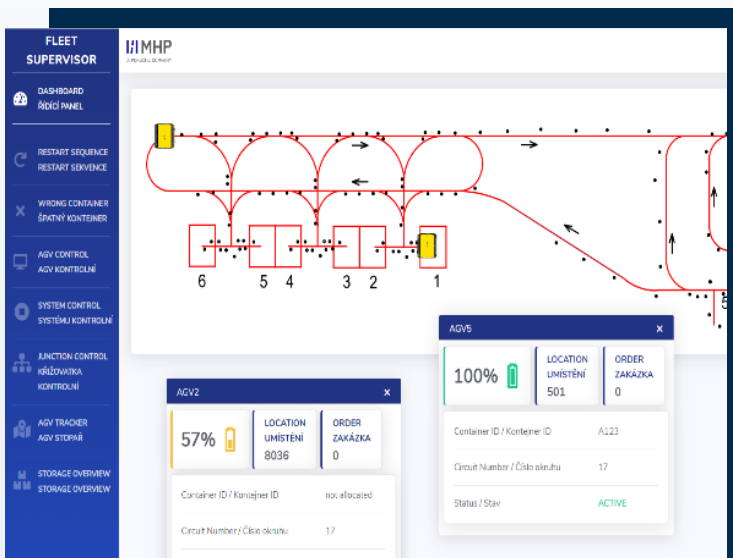 FLEET
SUPERVISOR
DASHBOARD
ŘÍDÍCÍ PANEL
RESTART SEQUENCE
RESTART SEKVENCE
WRONG CONTAINER
ŠPATNÝ KONTEJNER
AGV CONTROL
AGV KONTROLNÍ
SYSTEM CONTROL
SYSTÉMU KONTROLNÍ
JUNCTION CONTROL
KŘIŽOVATKA
KONTROLNÍ
AGV TRACKER
AGV STOPAŘ
STORAGE OVERVIEW
STORAGE OVERVIEW
MHP
A PORSCHE COMPANY
6 5 4 3 2 1
AGV2 x
57%
LOCATION
UMÍSTĚNÍ
8036
ORDER
ZAKÁZKA
0
Container ID / Kontejner ID not allocated
Circuit Number / Číslo okruhu 17
AGV5 x
100%
LOCATION
UMÍSTĚNÍ
501
ORDER
ZAKÁZKA
0
Container ID / Kontejner ID A123
Circuit Number / Číslo okruhu 17
Status / Stav ACTIVE